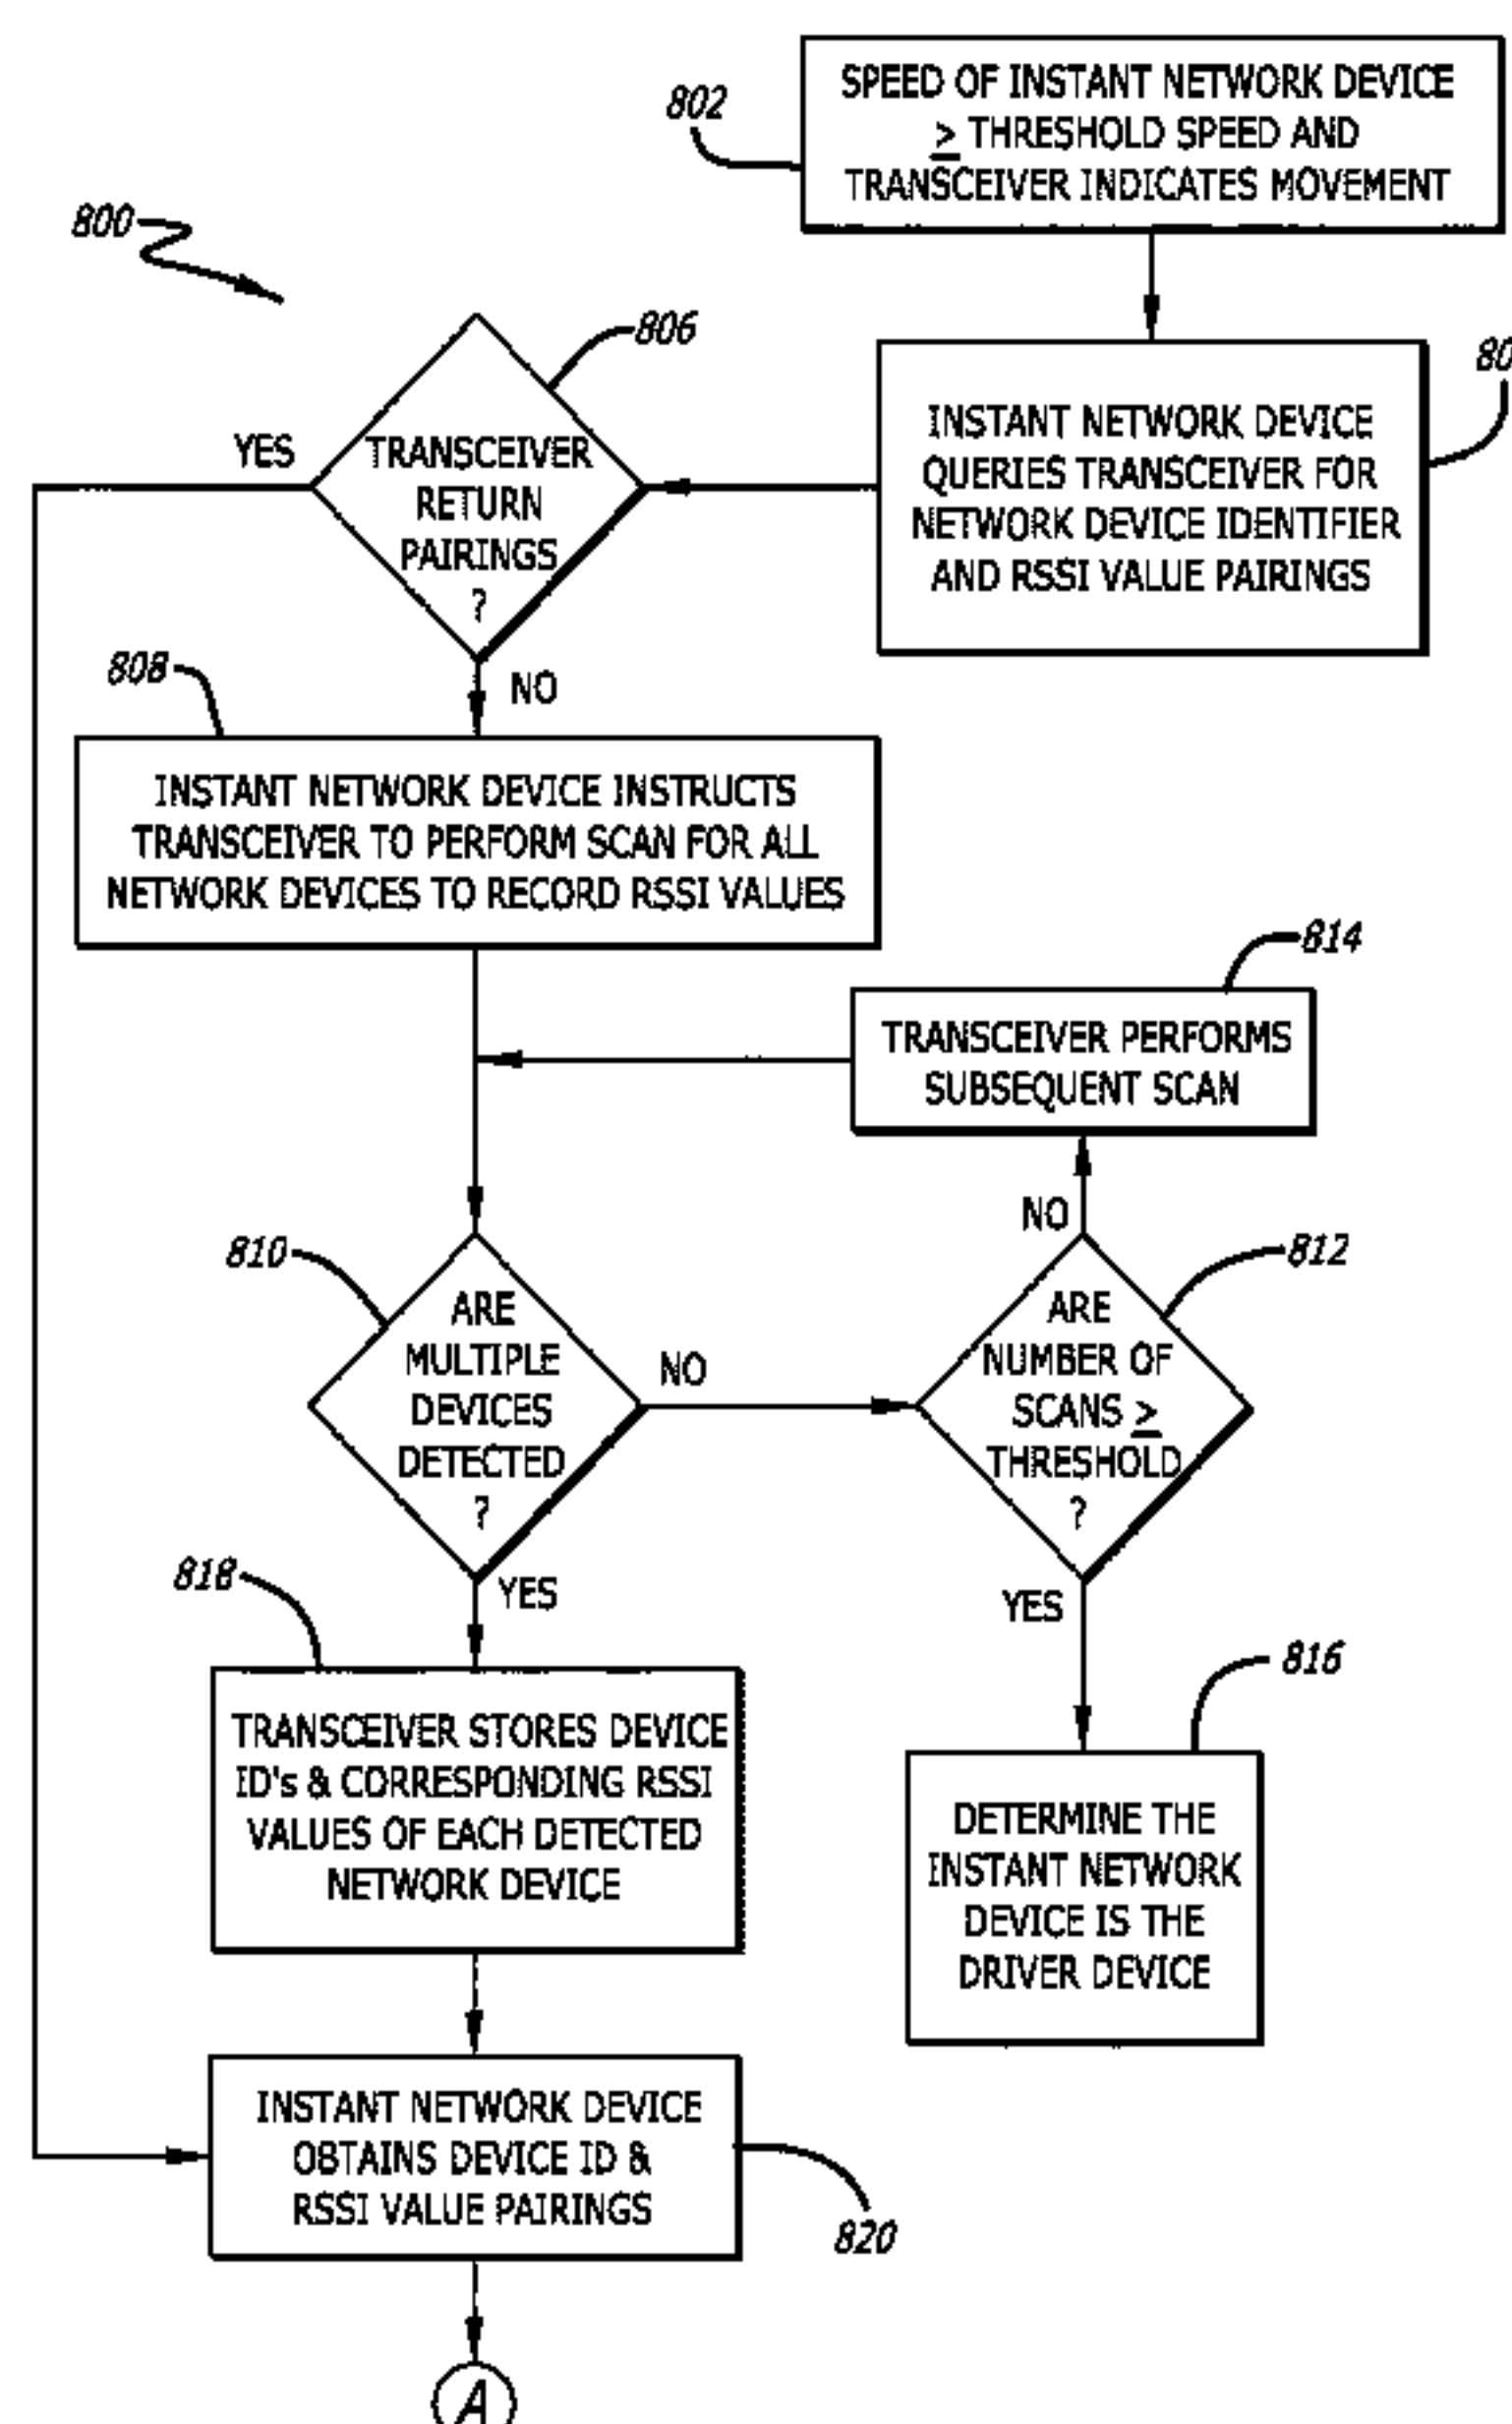 802
SPEED OF INSTANT NETWORK DEVICE
≥ THRESHOLD SPEED AND
TRANSCEIVER INDICATES MOVEMENT
800
806
YES
TRANSCEIVER
RETURN
PAIRINGS
?
NO
INSTANT NETWORK DEVICE
QUERIES TRANSCEIVER FOR
NETWORK DEVICE IDENTIFIER
AND RSSI VALUE PAIRINGS
808
INSTANT NETWORK DEVICE INSTRUCTS
TRANSCEIVER TO PERFORM SCAN FOR ALL
NETWORK DEVICES TO RECORD RSSI VALUES
814
TRANSCEIVER PERFORMS
SUBSEQUENT SCAN
NO
810
ARE
MULTIPLE
DEVICES
DETECTED
?
NO
812
ARE
NUMBER OF
SCANS ≥
THRESHOLD
?
YES
YES
818
TRANSCEIVER STORES DEVICE
ID's & CORRESPONDING RSSI
VALUES OF EACH DETECTED
NETWORK DEVICE
816
DETERMINE THE
INSTANT NETWORK
DEVICE IS THE
DRIVER DEVICE
INSTANT NETWORK DEVICE
OBTAINS DEVICE ID &
RSSI VALUE PAIRINGS
820
A